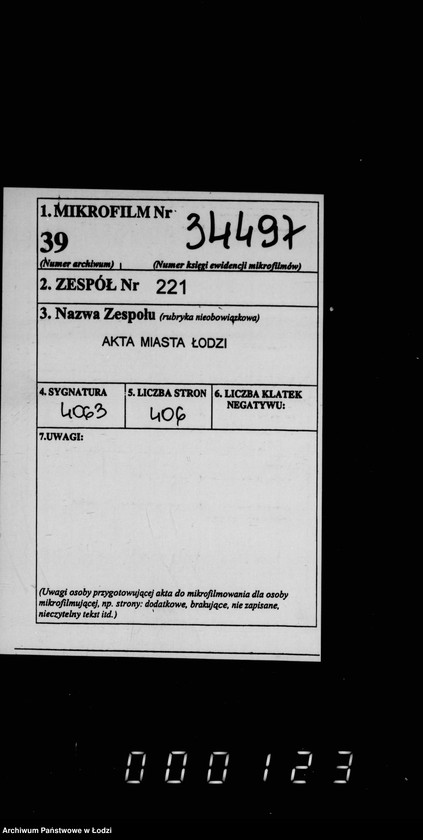 1. MIKROFILM Nr 34497
39
(Numer archiwum) (Numer księgi ewidencji mikrofilmów)
2. ZESPÓŁ Nr 221
3. Nazwa Zespołu (rubryka nieobowiązkowa)
AKTA MIASTA ŁODZI
4. SYGNATURA 5. LICZBA STRON 6. LICZBA KLATEK
NEGATYWU:
4063 406
7.UWAGI:
(Uwagi osoby przygotowującej akta do mikrofilmowania dla osoby
mikrofilmującej, np. strony: dodatkowe, brakujące, nie zapisane,
nieczytelny tekst itd.)
000123
Archiwum Państwowe w Łodzi